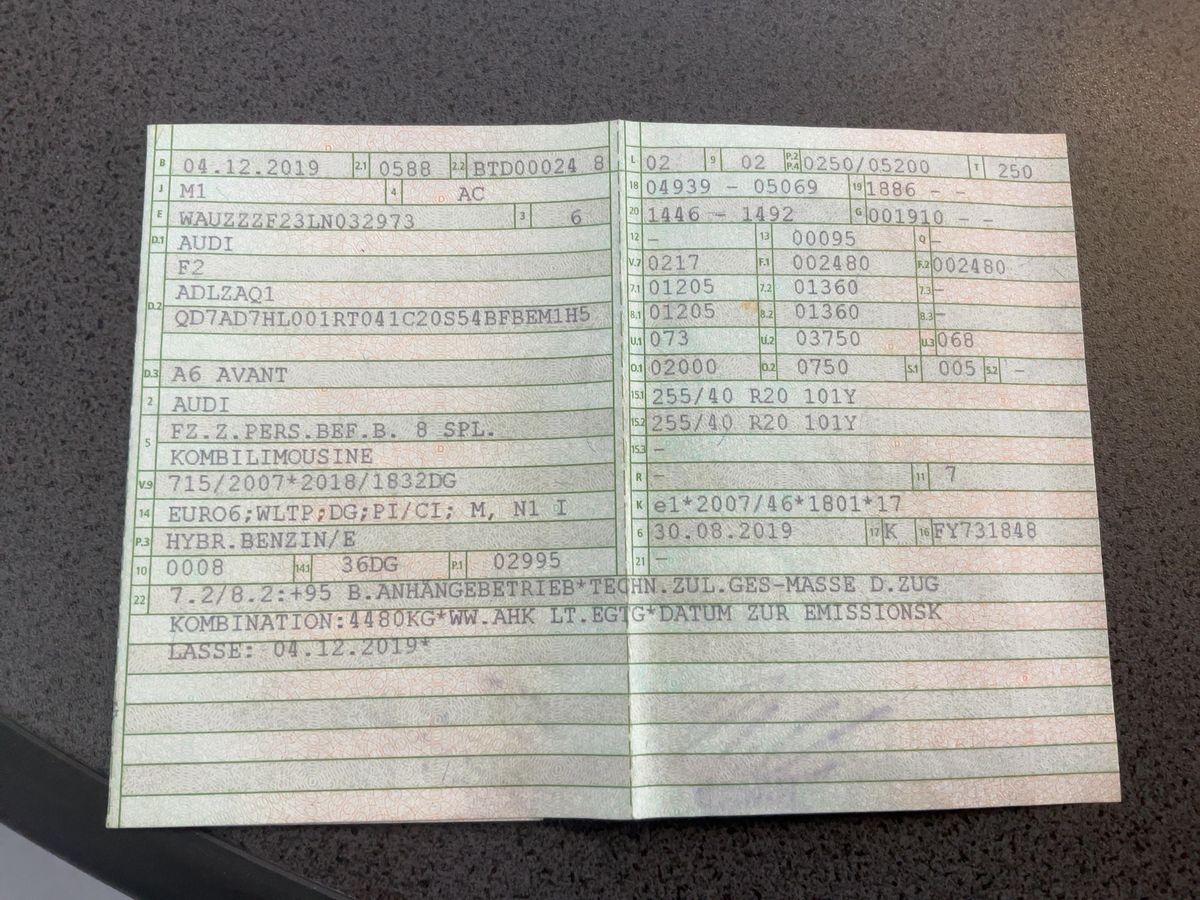 B 04.12.2019 2.1 0588 2.2 BTD00024 8
J M1 4 AC
E WAUZZZF23LN032973 3 6
D.1 AUDI
F2
D.2 ADLZAQ1
QD7AD7HL001RT041C20S54BFBEM1H5
D.3 A6 AVANT
2 AUDI
5 FZ.Z.PERS.BEF.B. 8 SPL.
KOMBILIMOUSINE
V.9 715/2007*2018/1832DG
14 EURO6;WLTP;DG;PI/CI; M, N1 I
P.3 HYBR.BENZIN/E
10 0008 14.1 36DG P.1 02995
L 02 9 02 P.2 P.4 0250/05200 T 250
18 04939 - 05069 19 1886 - -
20 1446 - 1492 G 001910 - -
12 - 13 00095 Q -
V.7 0217 F.1 002480 F.2 002480
7.1 01205 7.2 01360 7.3 -
8.1 01205 8.2 01360 8.3 -
U.1 073 U.2 03750 U.3 068
O.1 02000 O.2 0750 S.1 005 S.2 -
15.1 255/40 R20 101Y
15.2 255/40 R20 101Y
15.3 -
R - 11 7
K e1*2007/46*1801*17
6 30.08.2019 17 K 16 FY731848
21 -
22 7.2/8.2:+95 B.ANHÄNGEBETRIEB*TECHN.ZUL.GES-MASSE D.ZUG
KOMBINATION:4480KG*WW.AHK LT.EGTG*DATUM ZUR EMISSIONSK
LASSE: 04.12.2019*